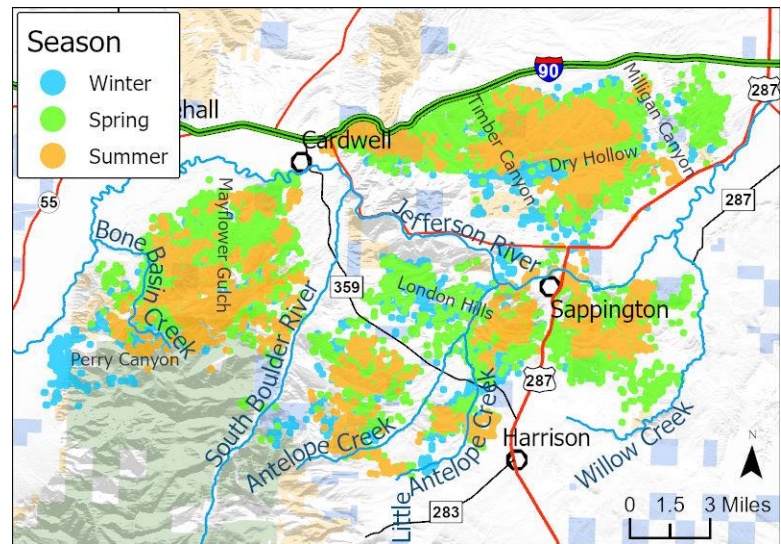 Season
Winter
Spring
Summer
ehall
Cardwell
90
Timber Canyon
Milligan Canyon
287
Dry Hollow
55
Mayflower Gulch
Bone Basin Creek
Jefferson River
287
359
London Hills
Sappington
Perry Canyon
South Boulder River
287
Antelope Creek
Little Antelope Creek
Harrison
Willow Creek
283
N
0 1.5 3 Miles